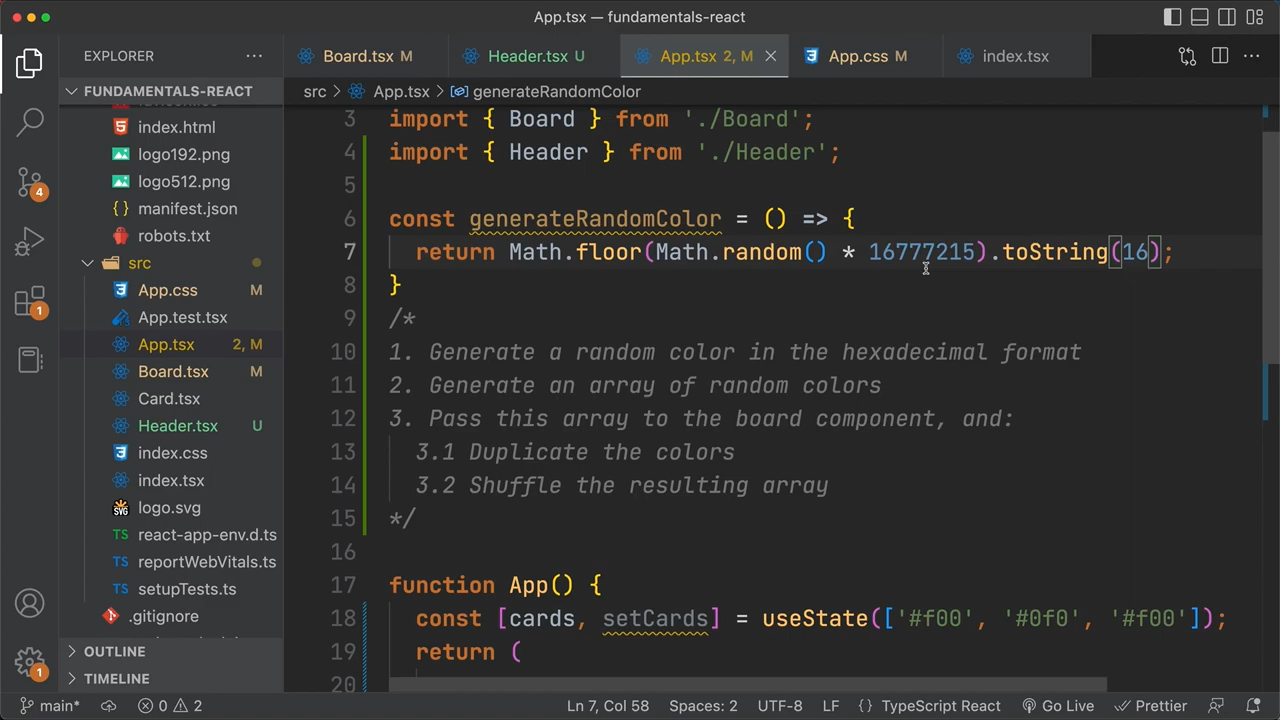 App.tsx — fundamentals-react
EXPLORER
Board.tsx M
Header.tsx U
App.tsx 2, M
App.css M
index.tsx
FUNDAMENTALS-REACT
src > App.tsx > generateRandomColor
index.html
logo192.png
logo512.png
manifest.json
robots.txt
src
App.css M
App.test.tsx
App.tsx 2, M
Board.tsx M
Card.tsx
Header.tsx U
index.css
index.tsx
logo.svg
react-app-env.d.ts
reportWebVitals.ts
setupTests.ts
.gitignore
OUTLINE
TIMELINE
4
1
1
3 import { Board } from './Board';
4 import { Header } from './Header';
5
6 const generateRandomColor = () => {
7 return Math.floor(Math.random() * 16777215).toString(16);
8 }
9 /*
10 1. Generate a random color in the hexadecimal format
11 2. Generate an array of random colors
12 3. Pass this array to the board component, and:
13 3.1 Duplicate the colors
14 3.2 Shuffle the resulting array
15 */
16
17 function App() {
18 const [cards, setCards] = useState(['#f00', '#0f0', '#f00']);
19 return (
20
main* 0 2 Ln 7, Col 58 Spaces: 2 UTF-8 LF {} TypeScript React Go Live Prettier